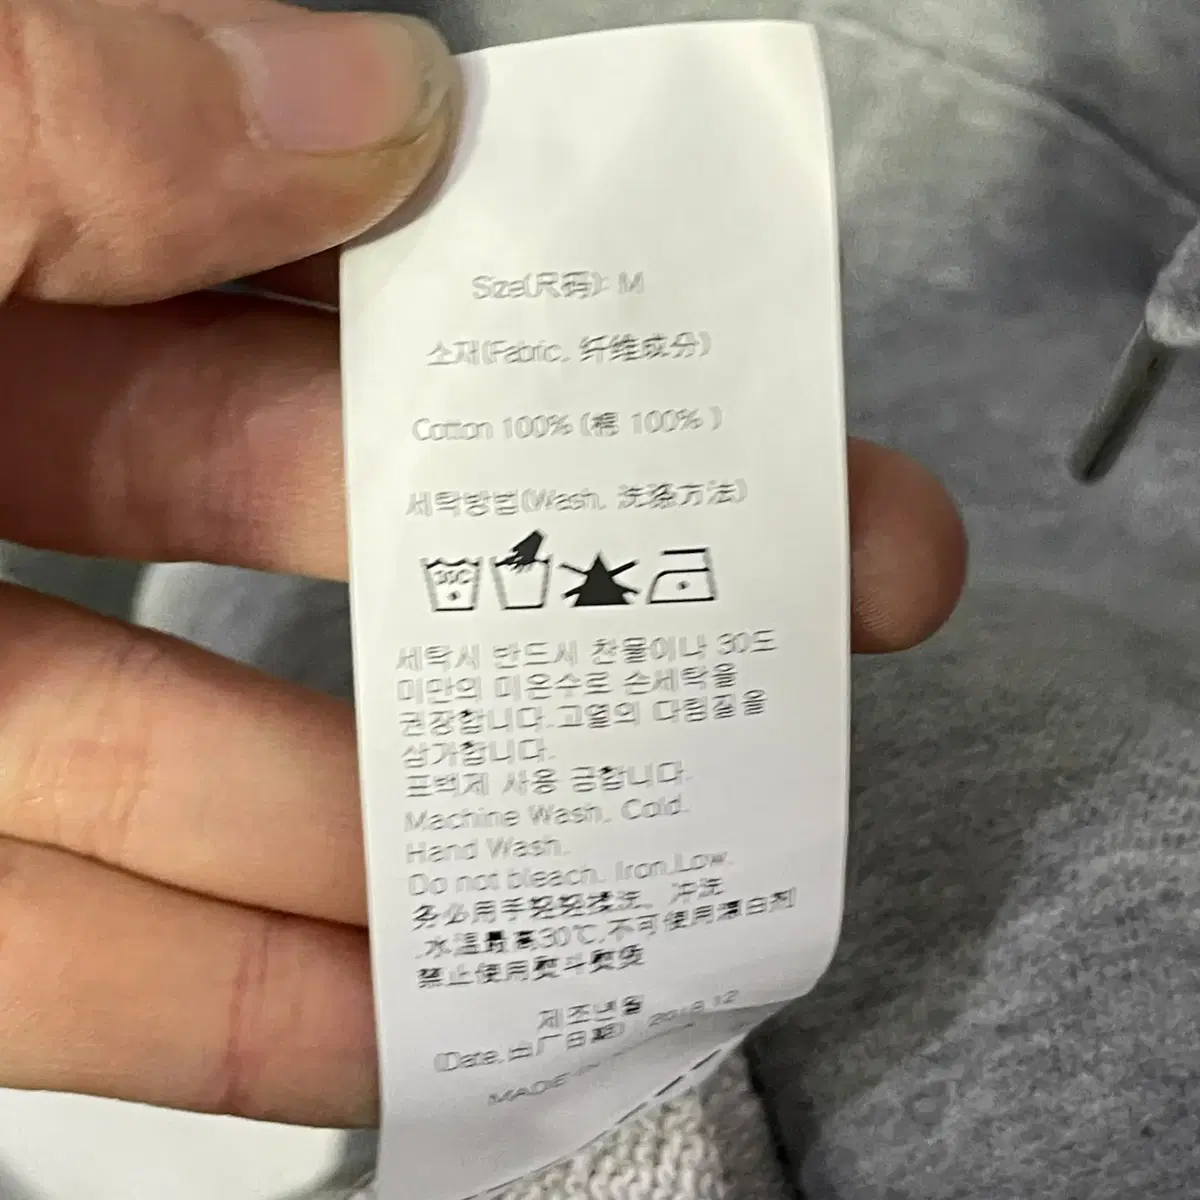 Size(尺码): M
소재(Fabric, 纤维成分)
Cotton 100% (棉 100% )
세탁방법(Wash, 洗涤方法)
30C
세탁시 반드시 찬물이나 30도
미만의 미온수로 손세탁을
권장합니다.고열의 다림질을
삼가합니다.
표백제 사용 금합니다.
Machine Wash, Cold.
Hand Wash.
Do not bleach. Iron,Low.
务必用手轻轻揉洗、冲洗
.水温最高30℃,不可使用漂白剂
禁止使用熨斗熨烫
제조년월
(Date,出厂日期) : 2018.12
MADE IN